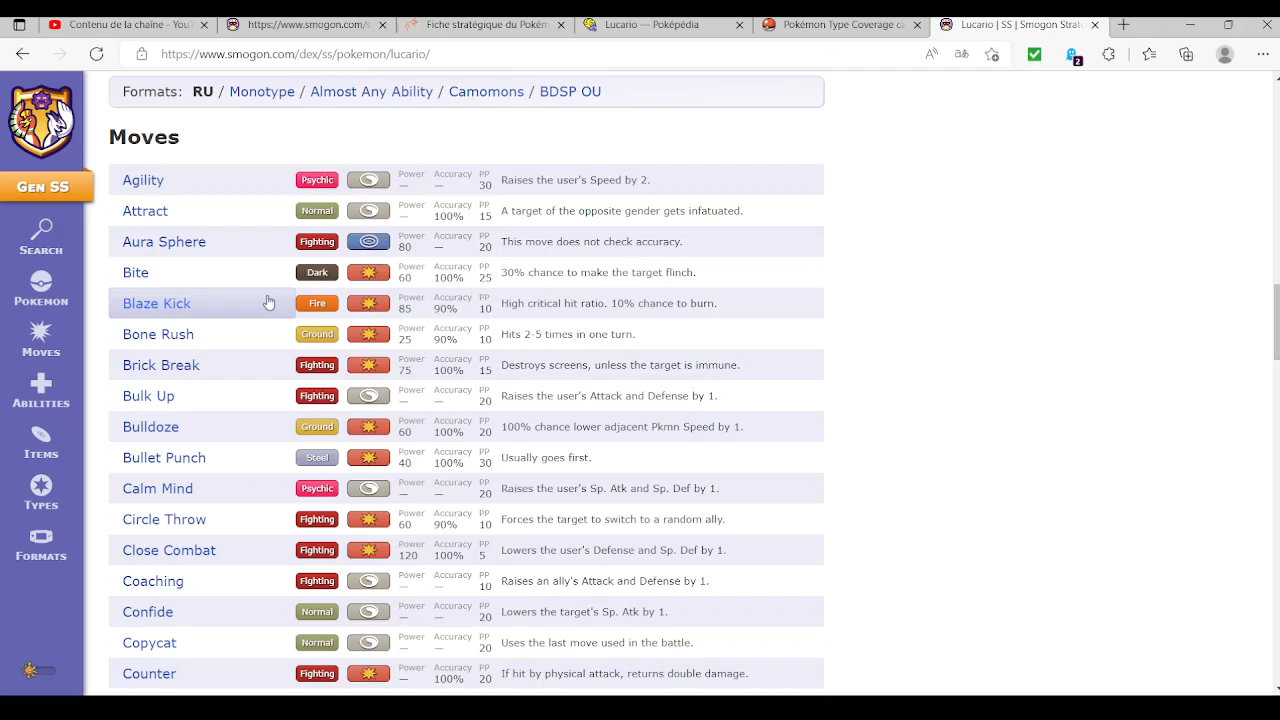 Contenu de la chaîne - YouT
https://www.smogon.com/s
Fiche stratégique du Pokém
Lucario — Poképédia
Pokémon Type Coverage ca
Lucario | SS | Smogon Strat
https://www.smogon.com/dex/ss/pokemon/lucario/
2
Formats: RU / Monotype / Almost Any Ability / Camomons / BDSP OU
Moves
Agility Psychic Power — Accuracy — PP 30 Raises the user's Speed by 2.
Attract Normal Power — Accuracy 100% PP 15 A target of the opposite gender gets infatuated.
Aura Sphere Fighting Power 80 Accuracy — PP 20 This move does not check accuracy.
Bite Dark Power 60 Accuracy 100% PP 25 30% chance to make the target flinch.
Blaze Kick Fire Power 85 Accuracy 90% PP 10 High critical hit ratio. 10% chance to burn.
Bone Rush Ground Power 25 Accuracy 90% PP 10 Hits 2-5 times in one turn.
Brick Break Fighting Power 75 Accuracy 100% PP 15 Destroys screens, unless the target is immune.
Bulk Up Fighting Power — Accuracy — PP 20 Raises the user's Attack and Defense by 1.
Bulldoze Ground Power 60 Accuracy 100% PP 20 100% chance lower adjacent Pkmn Speed by 1.
Bullet Punch Steel Power 40 Accuracy 100% PP 30 Usually goes first.
Calm Mind Psychic Power — Accuracy — PP 20 Raises the user's Sp. Atk and Sp. Def by 1.
Circle Throw Fighting Power 60 Accuracy 90% PP 10 Forces the target to switch to a random ally.
Close Combat Fighting Power 120 Accuracy 100% PP 5 Lowers the user's Defense and Sp. Def by 1.
Coaching Fighting Power — Accuracy — PP 10 Raises an ally's Attack and Defense by 1.
Confide Normal Power — Accuracy — PP 20 Lowers the target's Sp. Atk by 1.
Copycat Normal Power — Accuracy — PP 20 Uses the last move used in the battle.
Counter Fighting Power — Accuracy 100% PP 20 If hit by physical attack, returns double damage.
GEN SS
SEARCH
POKEMON
MOVES
ABILITIES
ITEMS
TYPES
FORMATS